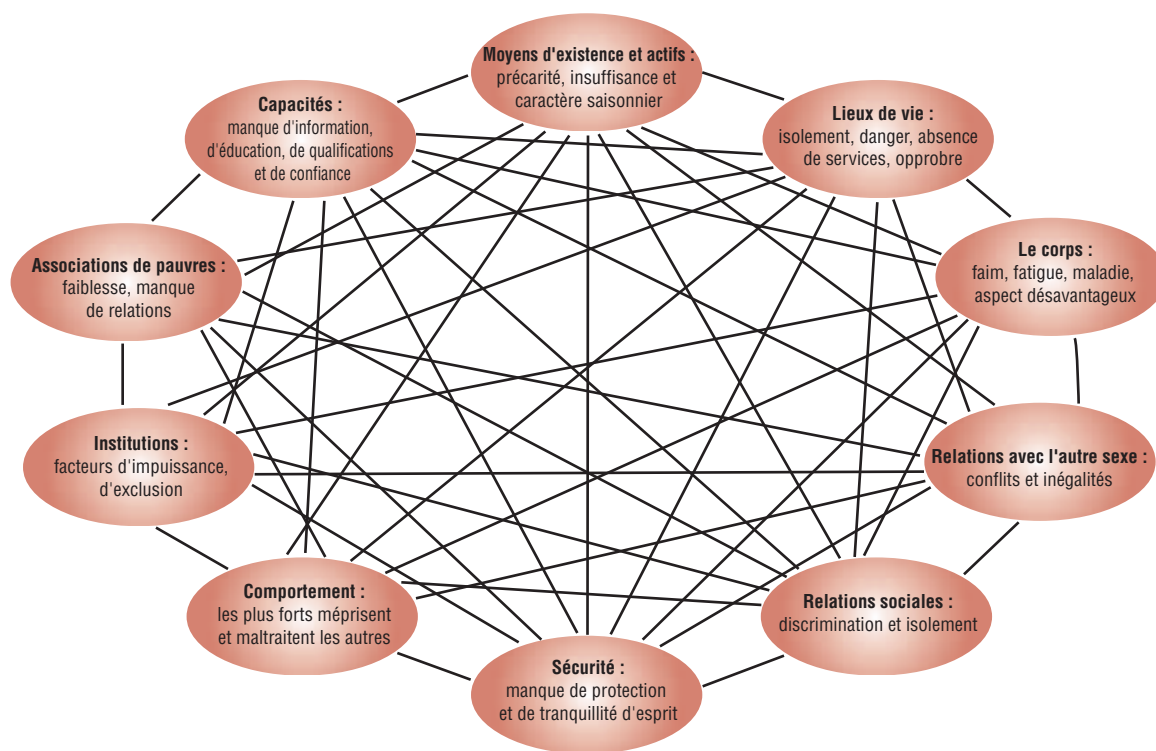 Moyens d'existence et actifs :
précarité, insuffisance et
caractère saisonnier
Lieux de vie :
isolement, danger, absence
de services, opprobre
Le corps :
faim, fatigue, maladie,
aspect désavantageux
Relations avec l'autre sexe :
conflits et inégalités
Relations sociales :
discrimination et isolement
Sécurité :
manque de protection
et de tranquillité d'esprit
Comportement :
les plus forts méprisent
et maltraitent les autres
Institutions :
facteurs d'impuissance,
d'exclusion
Associations de pauvres :
faiblesse, manque
de relations
Capacités :
manque d'information,
d'éducation, de qualifications
et de confiance